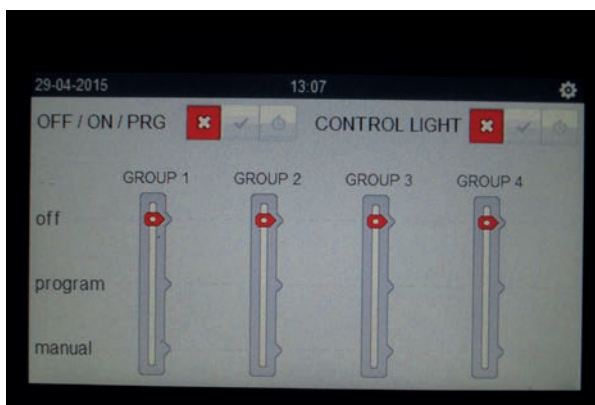 29-04-2015 13:07
OFF / ON / PRG CONTROL LIGHT
GROUP 1 GROUP 2 GROUP 3 GROUP 4
off
program
manual